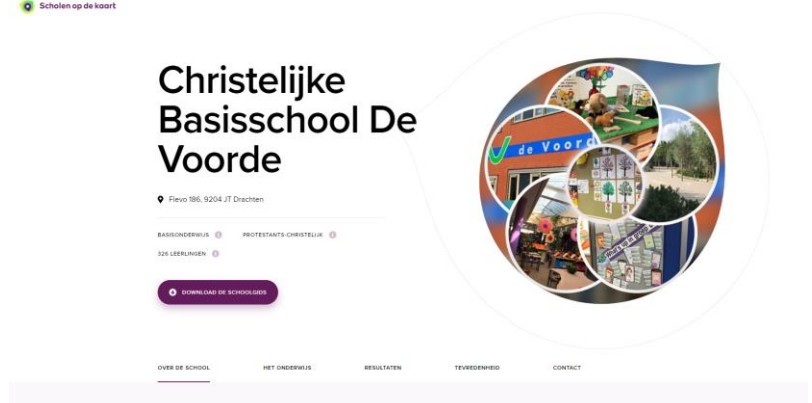 Scholen op de kaart
Christelijke
Basisschool De
Voorde
Flevo 186, 9204 JT Drachten
BASISONDERWIJS
PROTESTANTS-CHRISTELIJK
326 LEERLINGEN
DOWNLOAD DE SCHOOLGIDS
de Voord
OVER DE SCHOOL
HET ONDERWIJS
RESULTATEN
TEVREDENHEID
CONTACT